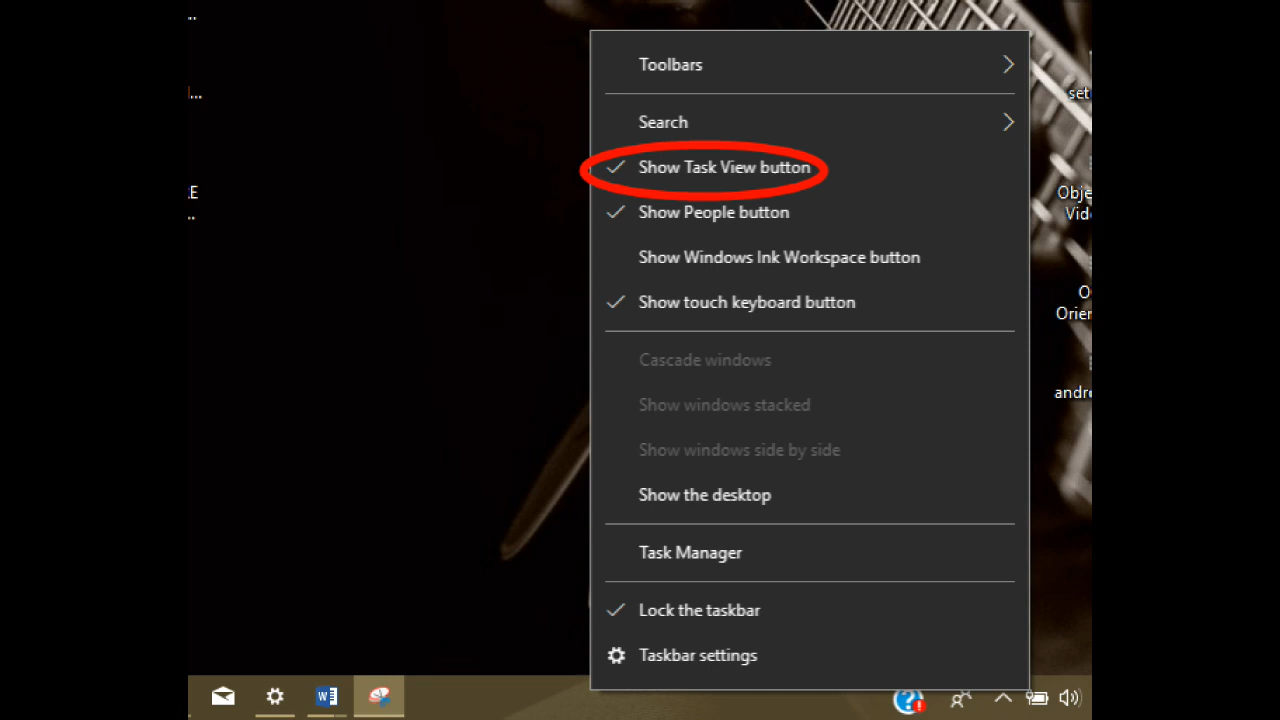 Toolbars
Search
Show Task View button
Show People button
Show Windows Ink Workspace button
Show touch keyboard button
Cascade windows
Show windows stacked
Show windows side by side
Show the desktop
Task Manager
Lock the taskbar
Taskbar settings